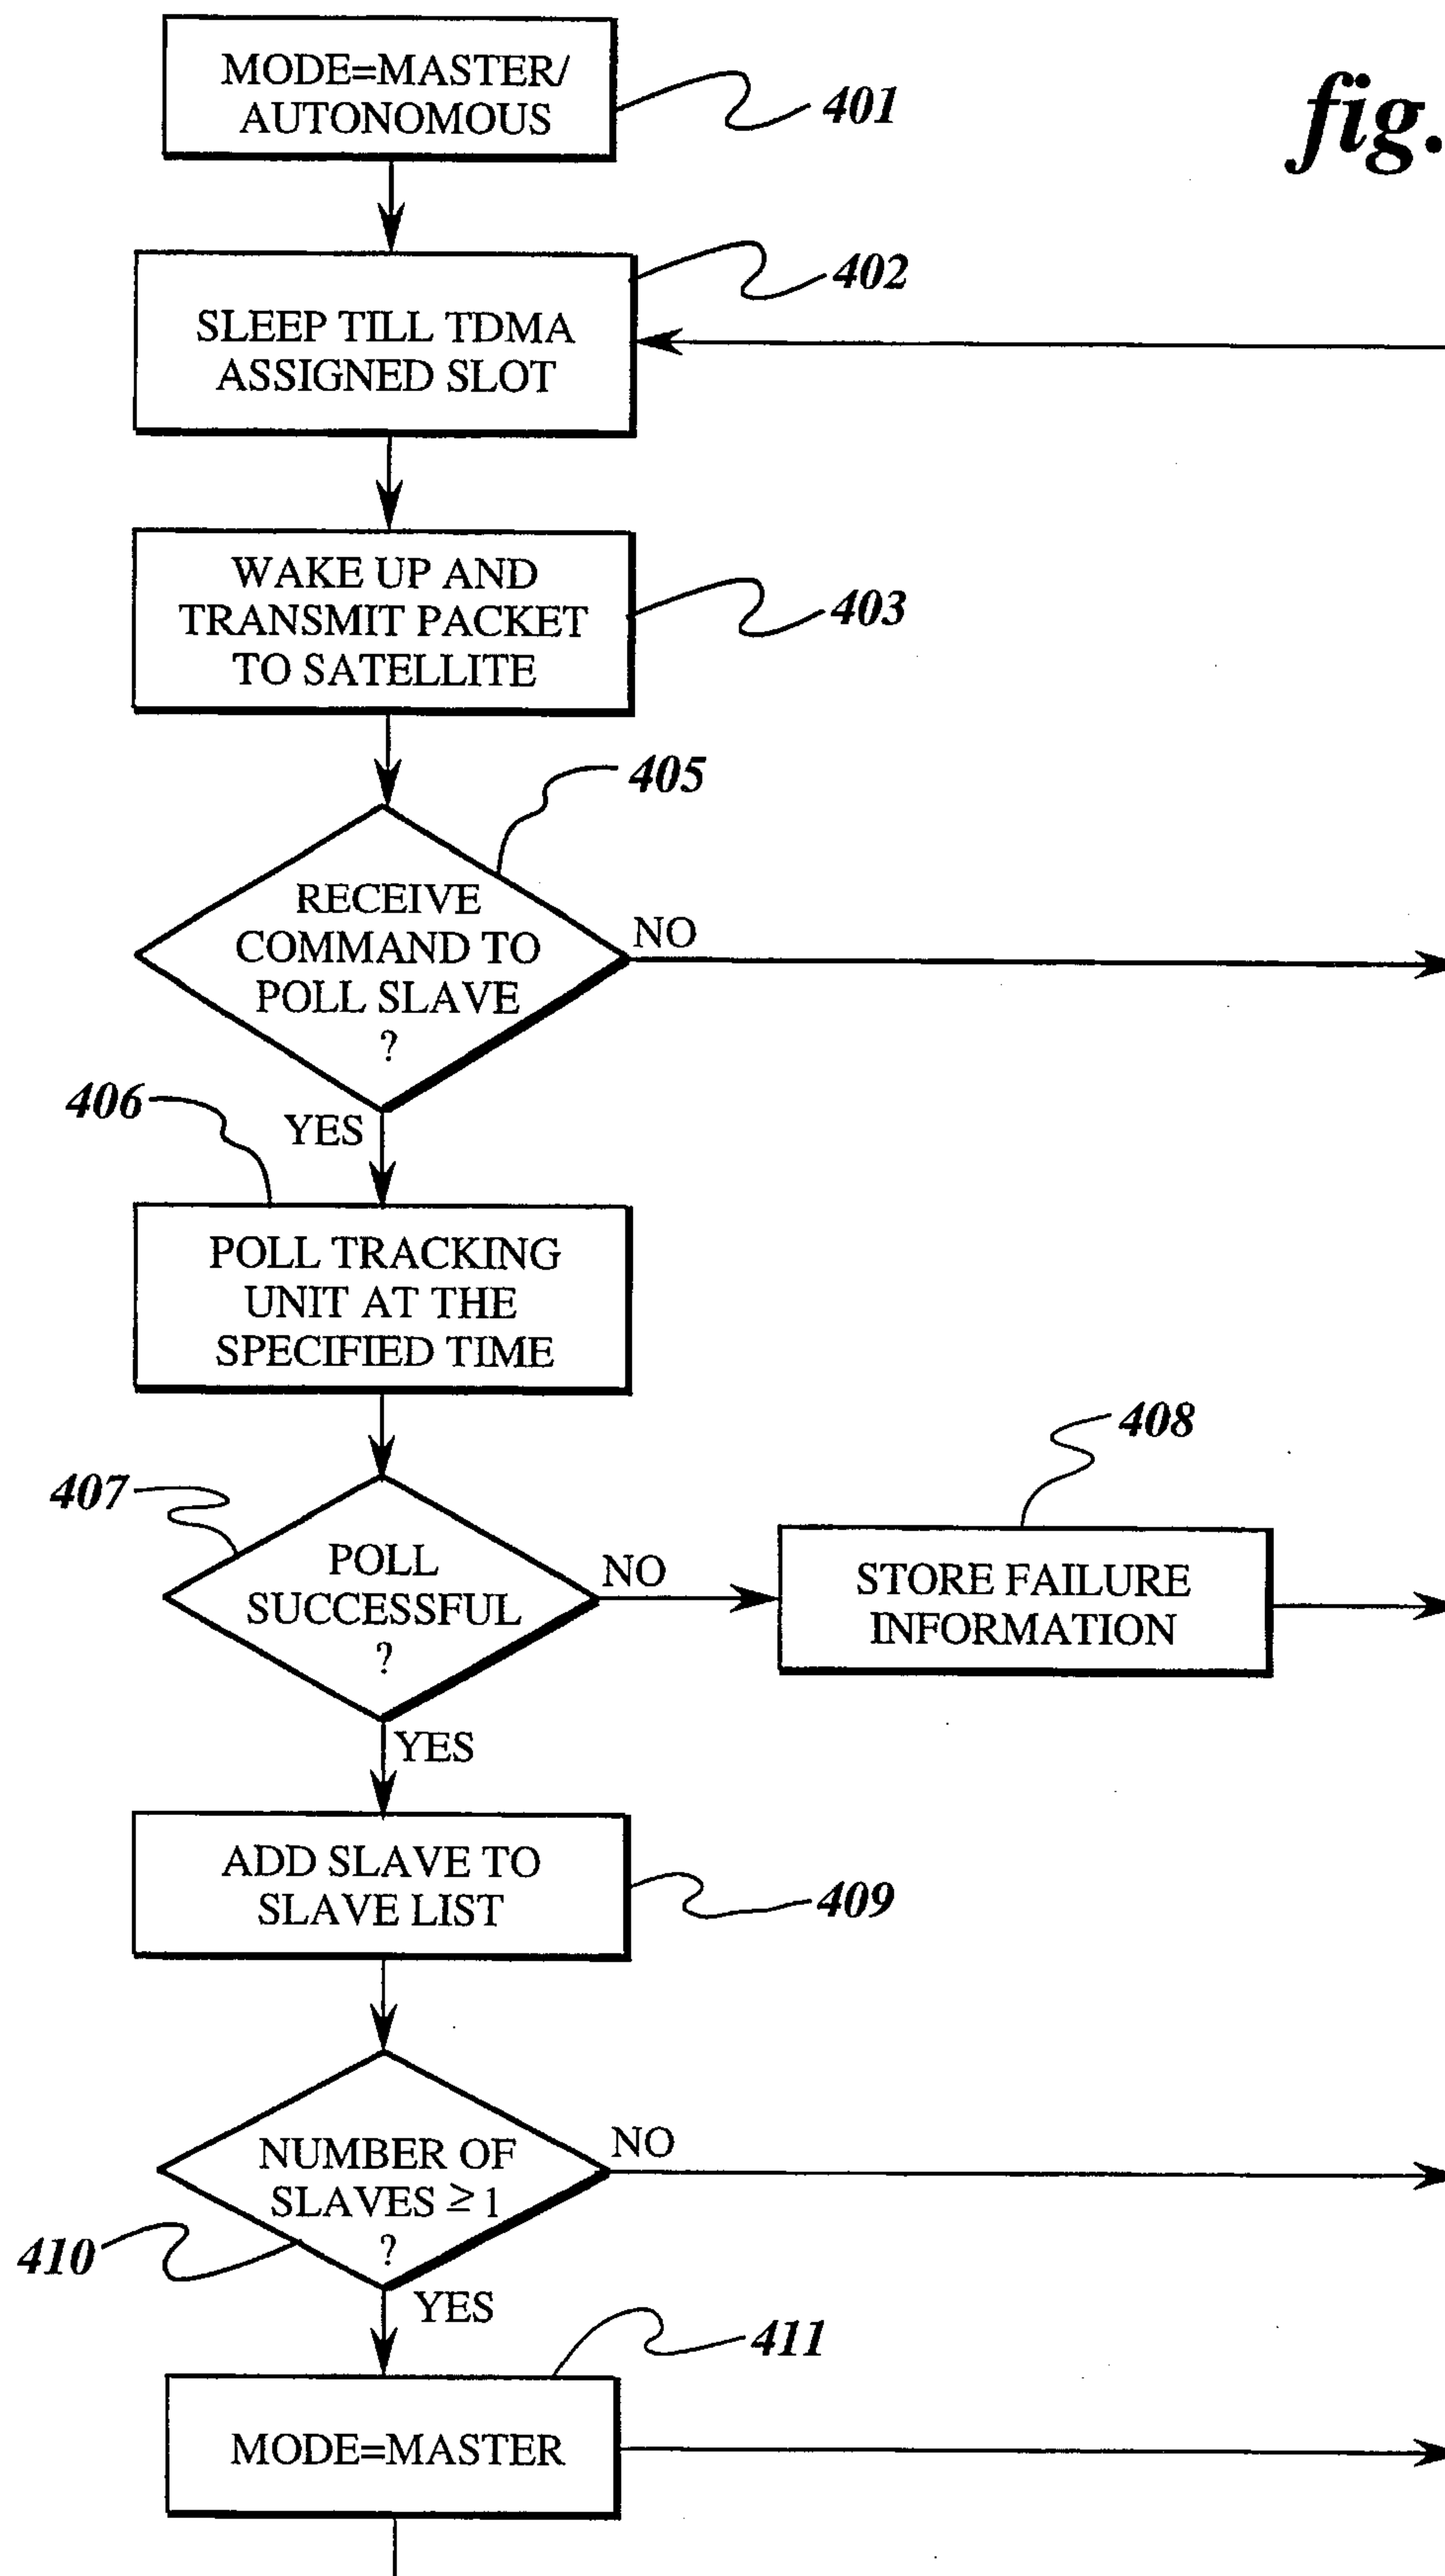 MODE=MASTER/
AUTONOMOUS
401
fig.
402
SLEEP TILL TDMA
ASSIGNED SLOT
WAKE UP AND
TRANSMIT PACKET
TO SATELLITE
403
405
RECEIVE
COMMAND TO
POLL SLAVE
?
NO
406
YES
POLL TRACKING
UNIT AT THE
SPECIFIED TIME
408
407
POLL
SUCCESSFUL
?
NO
STORE FAILURE
INFORMATION
YES
ADD SLAVE TO
SLAVE LIST
409
NUMBER OF
SLAVES ≥ 1
?
NO
410
YES
411
MODE=MASTER